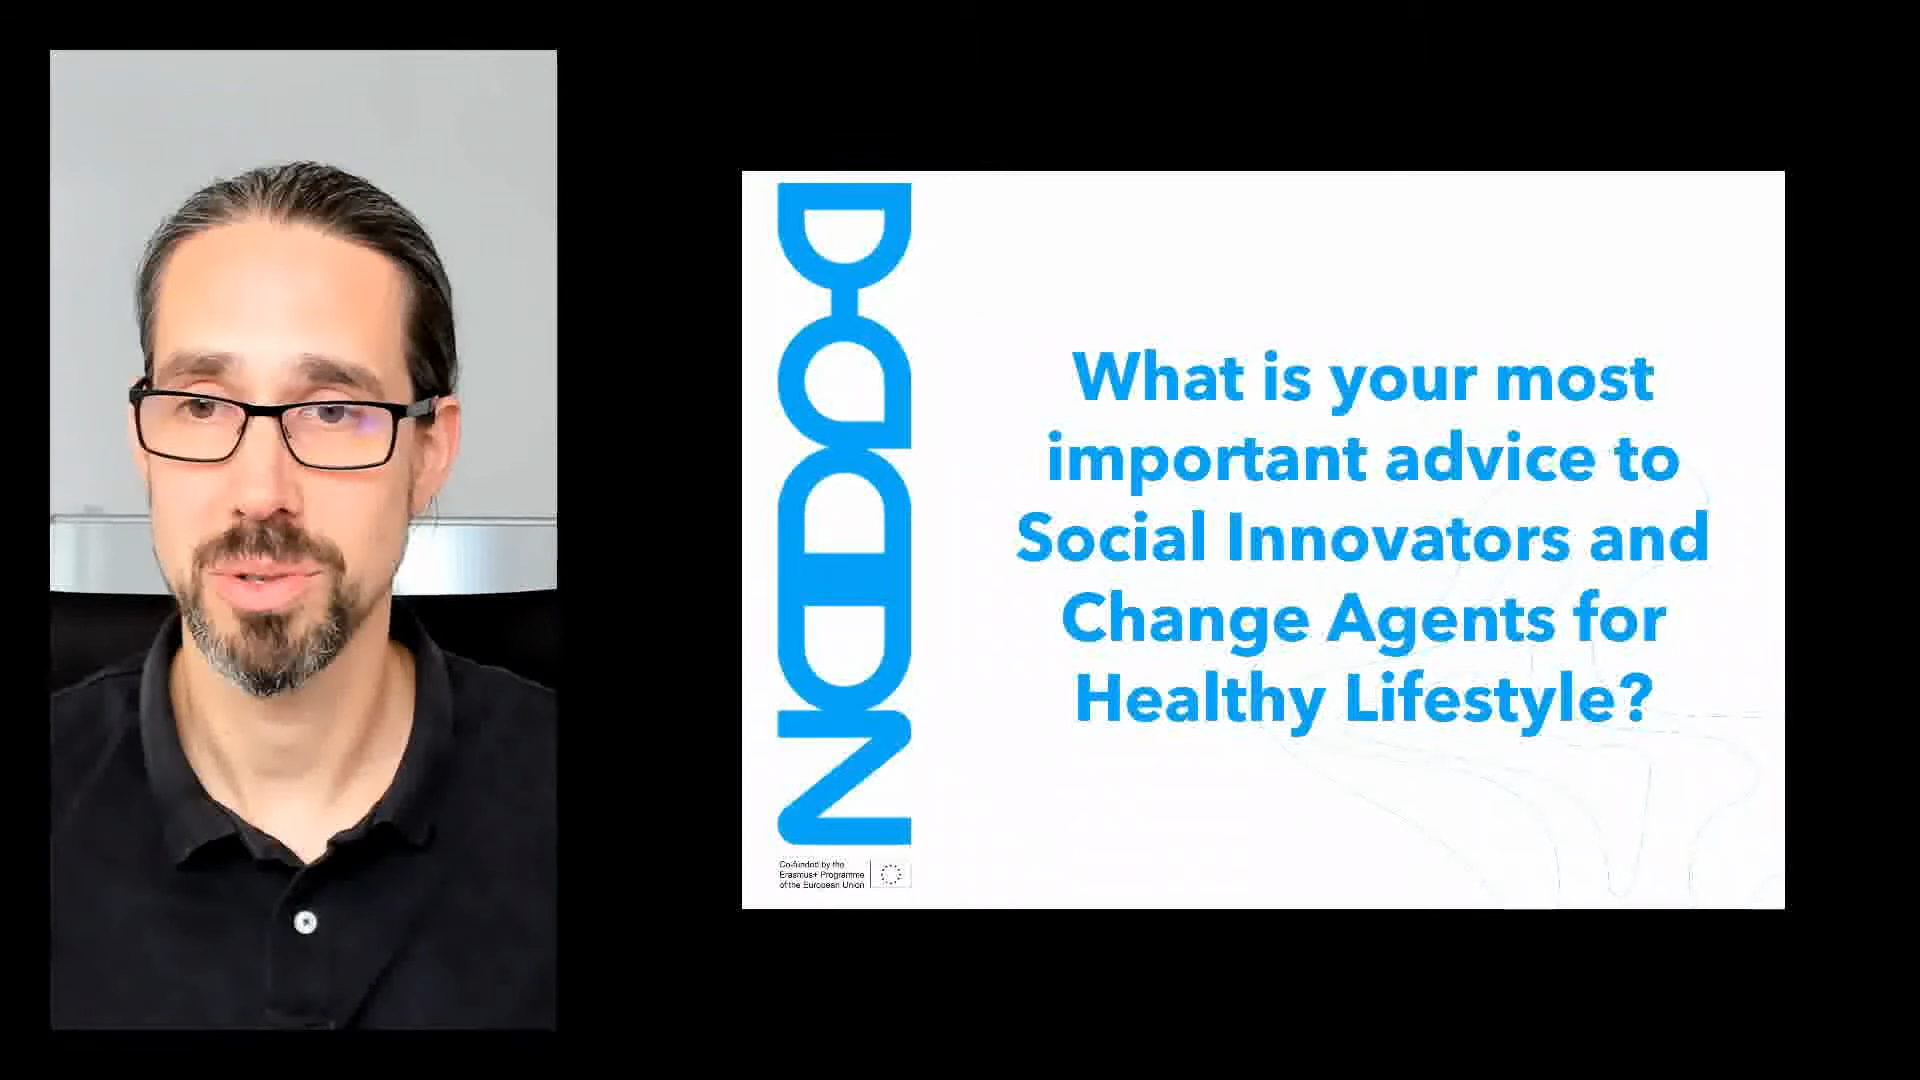 What is your most
important advice to
Social Innovators and
Change Agents for
Healthy Lifestyle?
Co-funded by the
Erasmus+ Programme
of the European Union